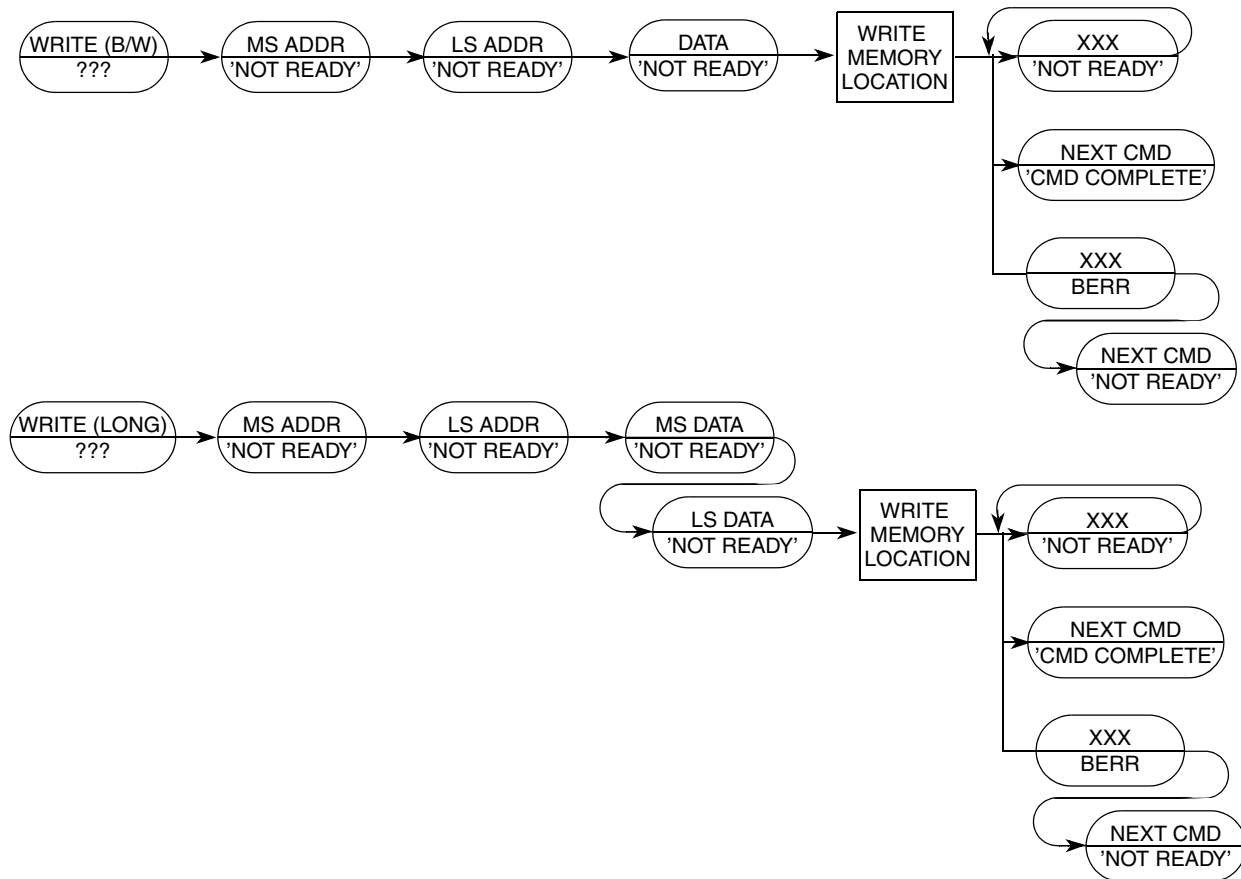 WRITE (B/W)
???
MS ADDR
'NOT READY'
LS ADDR
'NOT READY'
DATA
'NOT READY'
WRITE
MEMORY
LOCATION
XXX
'NOT READY'
NEXT CMD
'CMD COMPLETE'
XXX
BERR
NEXT CMD
'NOT READY'
WRITE (LONG)
???
MS ADDR
'NOT READY'
LS ADDR
'NOT READY'
MS DATA
'NOT READY'
LS DATA
'NOT READY'
WRITE
MEMORY
LOCATION
XXX
'NOT READY'
NEXT CMD
'CMD COMPLETE'
XXX
BERR
NEXT CMD
'NOT READY'